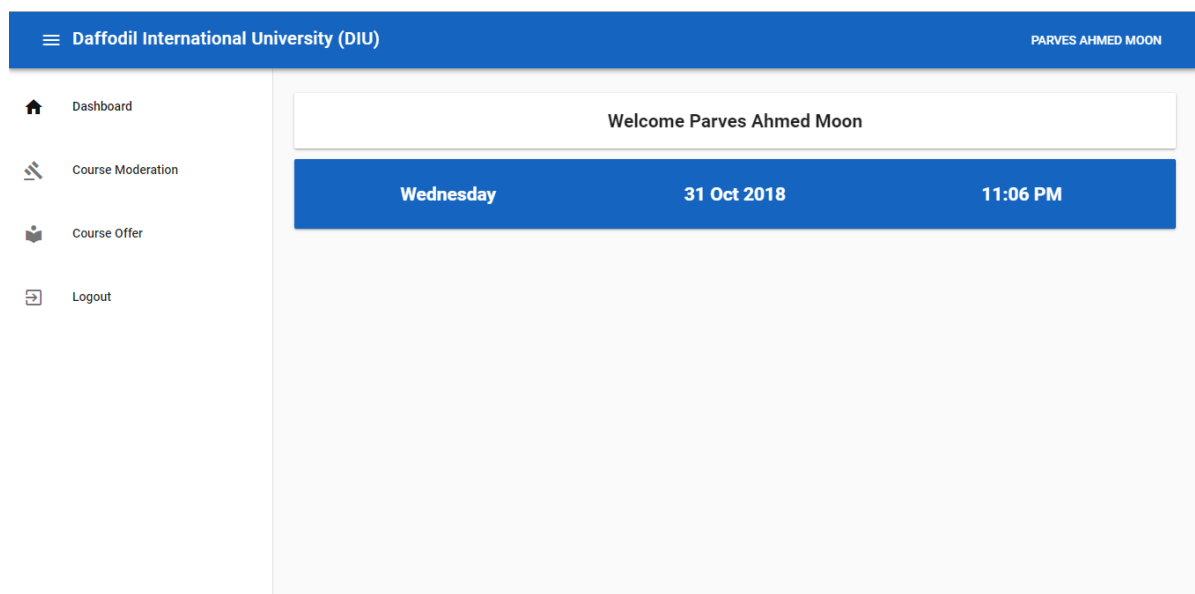 Daffodil International University (DIU)
PARVES AHMED MOON
Dashboard
Course Moderation
Course Offer
Logout
Welcome Parves Ahmed Moon
Wednesday 31 Oct 2018 11:06 PM